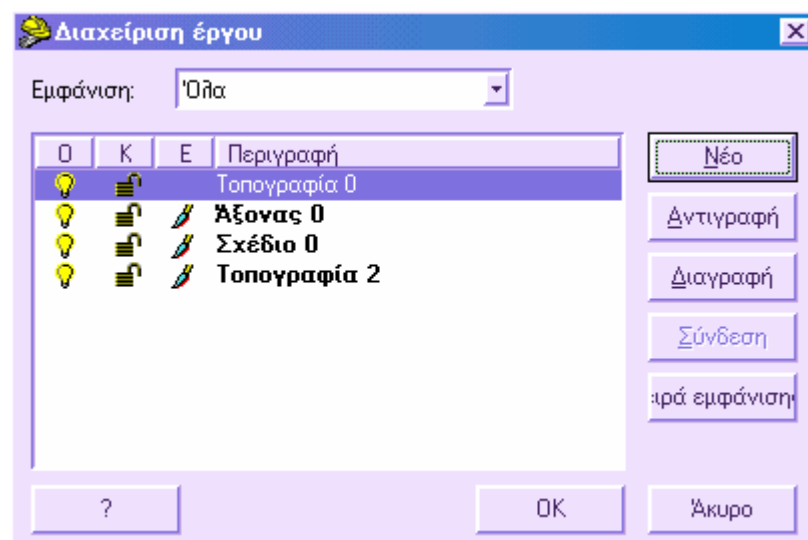 Διαχείριση έργου
Εμφάνιση: Όλα
Ο Κ Ε Περιγραφή
Τοπογραφία 0
Άξονας 0
Σχέδιο 0
Τοπογραφία 2
Νέο
Αντιγραφή
Διαγραφή
Σύνδεση
ιρά εμφάνιση
? OK Άκυρο